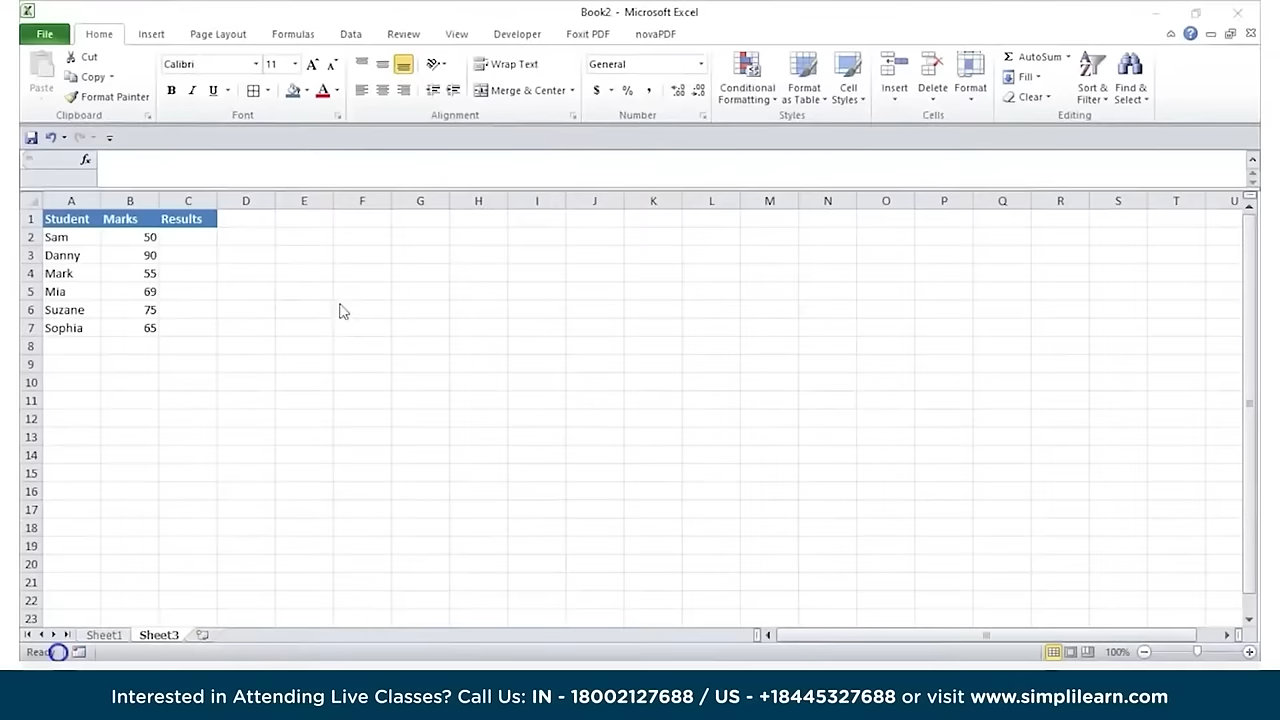 Book2 - Microsoft Excel
File Home Insert Page Layout Formulas Data Review View Developer Foxit PDF novaPDF
Cut
Copy
Format Painter
Paste
Clipboard
Calibri 11
B I U
Font
Wrap Text
Merge & Center
Alignment
General
$ % ,
Number
Conditional Formatting
Format as Table
Cell Styles
Styles
Insert Delete Format
Cells
AutoSum
Fill
Clear
Sort & Filter
Find & Select
Editing
fx
A B C D E F G H I J K L M N O P Q R S T U
1 Student Marks Results
2 Sam 50
3 Danny 90
4 Mark 55
5 Mia 69
6 Suzane 75
7 Sophia 65
8
9
10
11
12
13
14
15
16
17
18
19
20
21
22
23
Sheet1 Sheet3
Ready 100%
Interested in Attending Live Classes? Call Us: IN - 18002127688 / US - +18445327688 or visit www.simplilearn.com